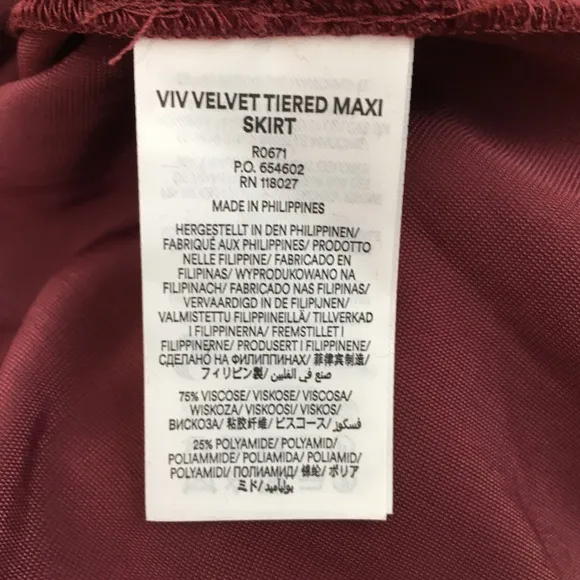 VIV VELVET TIERED MAXI
SKIRT
R0671
P.O. 654602
RN 118027
MADE IN PHILIPPINES
HERGESTELLT IN DEN PHILIPPINEN/
FABRIQUÉ AUX PHILIPPINES/ PRODOTTO
NELLE FILIPPINE/ FABRICADO EN
FILIPINAS/ WYPRODUKOWANO NA
FILIPINACH/ FABRICADO NAS FILIPINAS/
VERVAARDIGD IN DE FILIPIJNEN/
VALMISTETTU FILIPPIINEILLÄ/ TILLVERKAD
I FILIPPINERNA/ FREMSTILLET I
FILIPPINERNE/ PRODUSERT I FILIPPINENE/
СДЕЛАНО НА ФИЛИППИНАХ/ 菲律宾制造/
フィリピン製/ صنع في الفلبين/
75% VISCOSE/ VISKOSE/ VISCOSA/
WISKOZA/ VISKOOSI/ VISKOS/
ВИСКОЗА/ 粘胶纤维/ ビスコース/ فسكوز/
25% POLYAMIDE/ POLYAMID/
POLIAMMIDE/ POLIAMIDA/ POLIAMID/
POLYAMIDI/ ПОЛИАМИД/ 锦纶/ ポリア
ミド/ بولياميد/